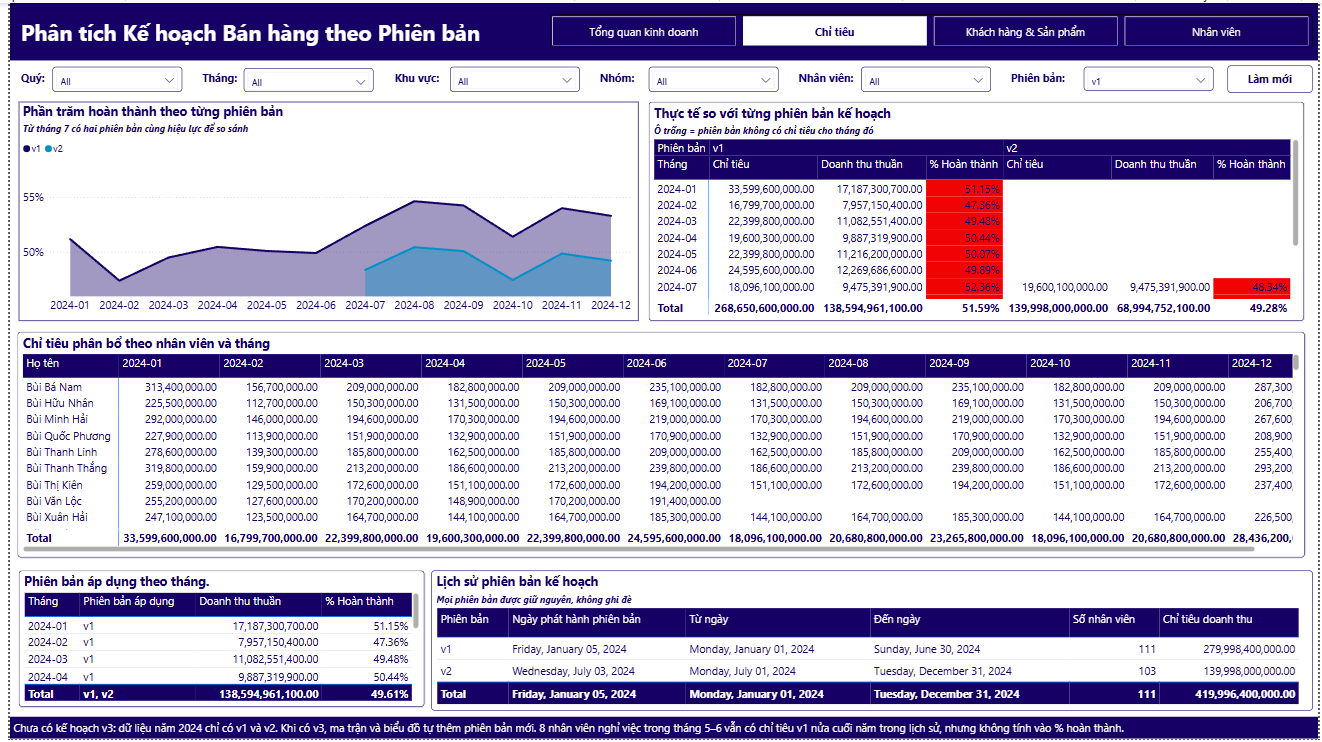 Phân tích Kế hoạch Bán hàng theo Phiên bản
Tổng quan kinh doanh
Chỉ tiêu
Khách hàng & Sản phẩm
Nhân viên
Quý: All
Tháng: All
Khu vực: All
Nhóm: All
Nhân viên: All
Phiên bản: v1
Làm mới
Phần trăm hoàn thành theo từng phiên bản
Từ tháng 7 có hai phiên bản cùng hiệu lực để so sánh
v1 v2
55%
50%
2024-01 2024-02 2024-03 2024-04 2024-05 2024-06 2024-07 2024-08 2024-09 2024-10 2024-11 2024-12
Thực tế so với từng phiên bản kế hoạch
Ô trống = phiên bản không có chỉ tiêu cho tháng đó
Phiên bản v1 v2
Tháng Chỉ tiêu Doanh thu thuần % Hoàn thành Chỉ tiêu Doanh thu thuần % Hoàn thành
2024-01 33,599,600,000.00 17,187,300,700.00 51.15%
2024-02 16,799,700,000.00 7,957,150,400.00 47.36%
2024-03 22,399,800,000.00 11,082,551,400.00 49.48%
2024-04 19,600,300,000.00 9,887,319,900.00 50.44%
2024-05 22,399,800,000.00 11,216,200,000.00 50.07%
2024-06 24,595,600,000.00 12,269,686,600.00 49.89%
2024-07 18,096,100,000.00 9,475,391,900.00 52.36% 19,600,100,000.00 9,475,391,900.00 48.34%
Total 268,650,600,000.00 138,594,961,100.00 51.59% 139,998,000,000.00 68,994,752,100.00 49.28%
Chỉ tiêu phân bổ theo nhân viên và tháng
Họ tên 2024-01 2024-02 2024-03 2024-04 2024-05 2024-06 2024-07 2024-08 2024-09 2024-10 2024-11 2024-12
Bùi Bá Nam 313,400,000.00 156,700,000.00 209,000,000.00 182,800,000.00 209,000,000.00 235,100,000.00 182,800,000.00 209,000,000.00 235,100,000.00 182,800,000.00 209,000,000.00 287,300,
Bùi Hữu Nhân 225,500,000.00 112,700,000.00 150,300,000.00 131,500,000.00 150,300,000.00 169,100,000.00 131,500,000.00 150,300,000.00 169,100,000.00 131,500,000.00 150,300,000.00 206,700,
Bùi Minh Hải 292,000,000.00 146,000,000.00 194,600,000.00 170,300,000.00 194,600,000.00 219,000,000.00 170,300,000.00 194,600,000.00 219,000,000.00 170,300,000.00 194,600,000.00 267,600,
Bùi Quốc Phương 227,900,000.00 113,900,000.00 151,900,000.00 132,900,000.00 151,900,000.00 170,900,000.00 132,900,000.00 151,900,000.00 170,900,000.00 132,900,000.00 151,900,000.00 208,900,
Bùi Thanh Linh 278,600,000.00 139,300,000.00 185,800,000.00 162,500,000.00 185,800,000.00 209,000,000.00 162,500,000.00 185,800,000.00 209,000,000.00 162,500,000.00 185,800,000.00 255,400,
Bùi Thanh Thắng 319,800,000.00 159,900,000.00 213,200,000.00 186,600,000.00 213,200,000.00 239,800,000.00 186,600,000.00 213,200,000.00 239,800,000.00 186,600,000.00 213,200,000.00 293,200,
Bùi Thị Kiên 259,000,000.00 129,500,000.00 172,600,000.00 151,100,000.00 172,600,000.00 194,200,000.00 151,100,000.00 172,600,000.00 194,200,000.00 151,100,000.00 172,600,000.00 237,400,
Bùi Văn Lộc 255,200,000.00 127,600,000.00 170,200,000.00 148,900,000.00 170,200,000.00 191,400,000.00
Bùi Xuân Hải 247,100,000.00 123,500,000.00 164,700,000.00 144,100,000.00 164,700,000.00 185,300,000.00 144,100,000.00 164,700,000.00 185,300,000.00 144,100,000.00 164,700,000.00 226,500,
Total 33,599,600,000.00 16,799,700,000.00 22,399,800,000.00 19,600,300,000.00 22,399,800,000.00 24,595,600,000.00 18,096,100,000.00 20,680,800,000.00 23,265,800,000.00 18,096,100,000.00 20,680,800,000.00 28,436,200,
Phiên bản áp dụng theo tháng.
Tháng Phiên bản áp dụng Doanh thu thuần % Hoàn thành
2024-01 v1 17,187,300,700.00 51.15%
2024-02 v1 7,957,150,400.00 47.36%
2024-03 v1 11,082,551,400.00 49.48%
2024-04 v1 9,887,319,900.00 50.44%
Total v1, v2 138,594,961,100.00 49.61%
Lịch sử phiên bản kế hoạch
Mọi phiên bản được giữ nguyên, không ghi đè
Phiên bản Ngày phát hành phiên bản Từ ngày Đến ngày Số nhân viên Chỉ tiêu doanh thu
v1 Friday, January 05, 2024 Monday, January 01, 2024 Sunday, June 30, 2024 111 279,998,400,000.00
v2 Wednesday, July 03, 2024 Monday, July 01, 2024 Tuesday, December 31, 2024 103 139,998,000,000.00
Total Friday, January 05, 2024 Monday, January 01, 2024 Tuesday, December 31, 2024 111 419,996,400,000.00
Chưa có kế hoạch v3: dữ liệu năm 2024 chỉ có v1 và v2. Khi có v3, ma trận và biểu đồ tự thêm phiên bản mới. 8 nhân viên nghỉ việc trong tháng 5–6 vẫn có chỉ tiêu v1 nửa cuối năm trong lịch sử, nhưng không tính vào % hoàn thành.